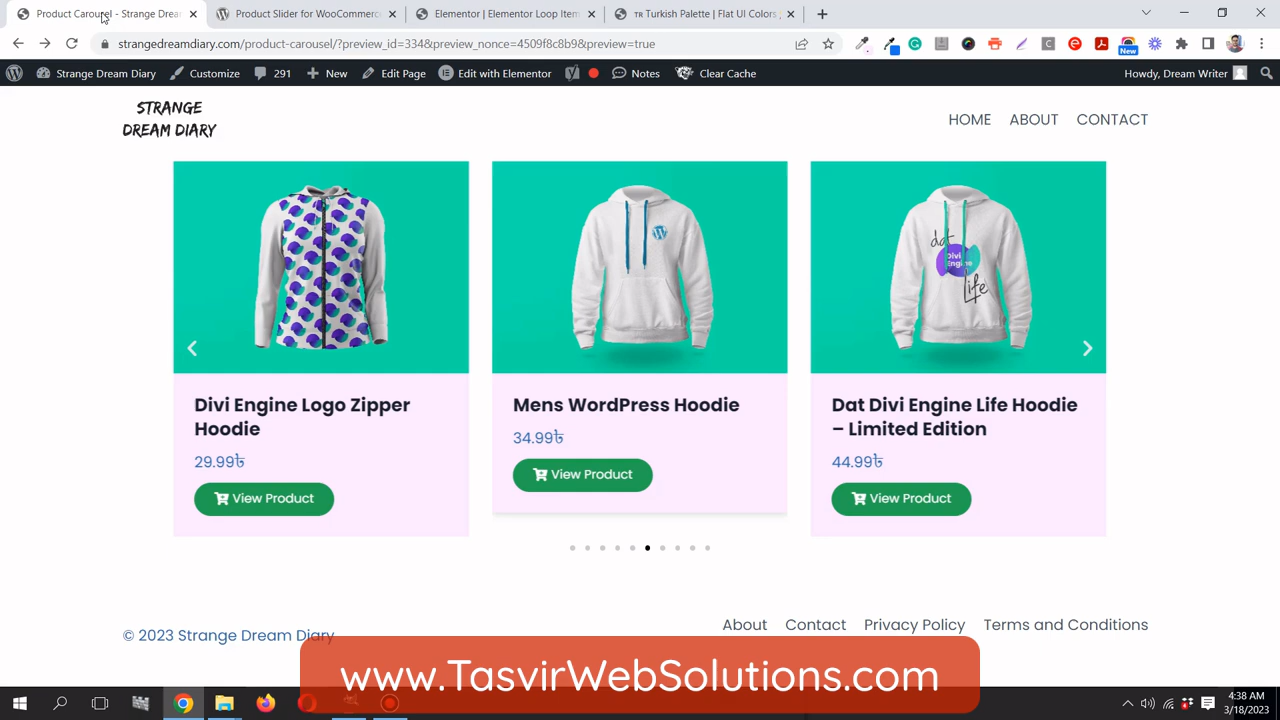 Product Carousel - Strange Drea
Product Slider for WooCommerc
Elementor | Elementor Loop Item
TR Turkish Palette | Flat UI Colors
strangedreamdiary.com/product-carousel/?preview_id=334&preview_nonce=4509f8c8b9&preview=true
New
Strange Dream Diary
Customize
291
New
Edit Page
Edit with Elementor
Notes
Clear Cache
Howdy, Dream Writer
STRANGE
DREAM DIARY
HOME
ABOUT
CONTACT
dat
Divi
Engine
Life
Divi Engine Logo Zipper
Hoodie
29.99৳
View Product
Mens WordPress Hoodie
34.99৳
View Product
Dat Divi Engine Life Hoodie
– Limited Edition
44.99৳
View Product
© 2023 Strange Dream Diary
About
Contact
Privacy Policy
Terms and Conditions
www.TasvirWebSolutions.com
4:38 AM
3/18/2023